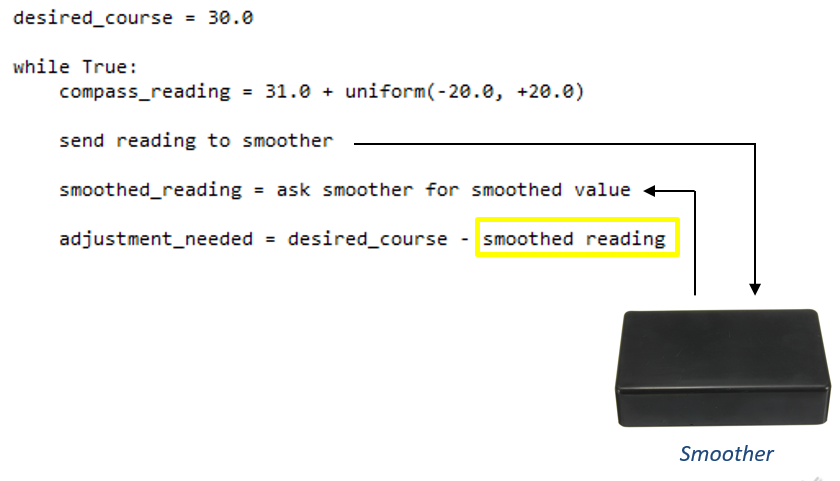 desired_course = 30.0
while True:
compass_reading = 31.0 + uniform(-20.0, +20.0)
send reading to smoother
smoothed_reading = ask smoother for smoothed value
adjustment_needed = desired_course - smoothed reading
Smoother